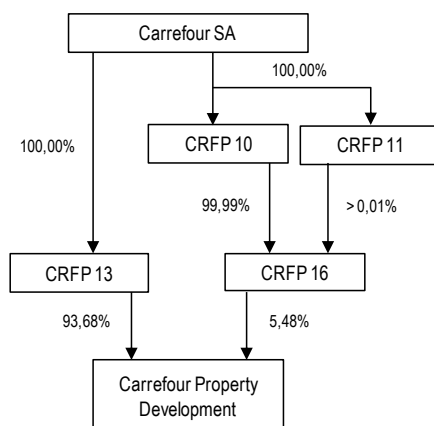 Carrefour SA
100,00%
100,00%
CRFP 10
CRFP 11
99,99%
>0,01%
CRFP 13
CRFP 16
93,68%
5,48%
Carrefour Property
Development